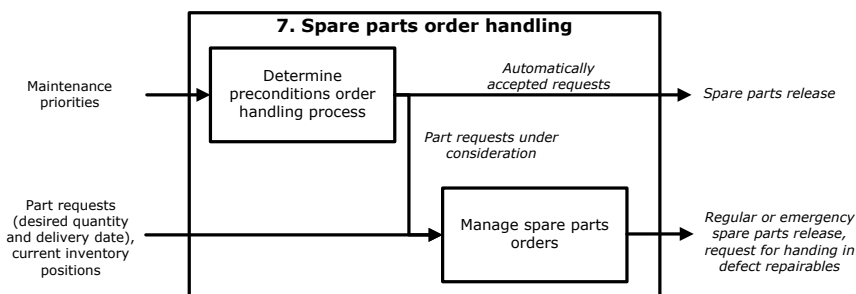 7. Spare parts order handling
Maintenance
priorities
Determine
preconditions order
handling process
Automatically
accepted requests
Spare parts release
Part requests under
consideration
Part requests
(desired quantity
and delivery date),
current inventory
positions
Manage spare parts
orders
Regular or emergency
spare parts release,
request for handing in
defect repairables